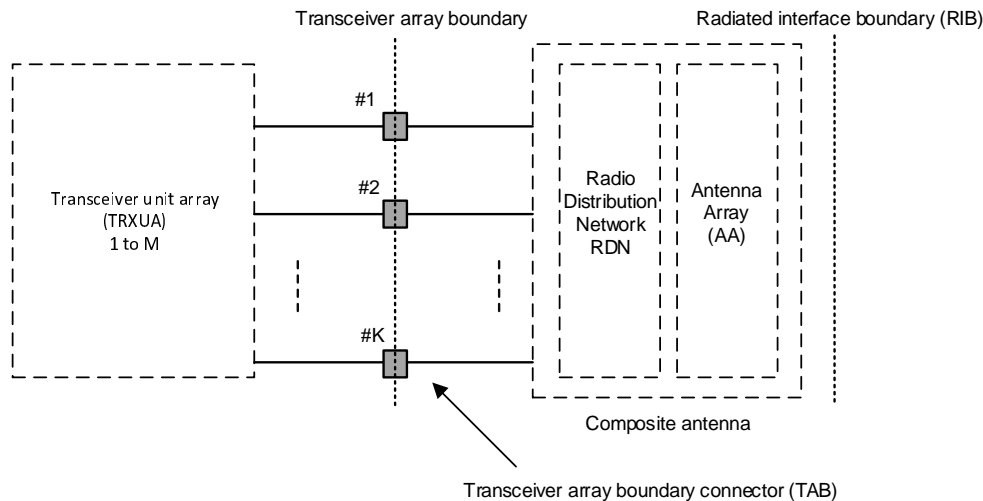 Transceiver array boundary
Radiated interface boundary (RIB)
#1
#2
#K
Transceiver unit array
(TRXUA)
1 to M
Radio
Distribution
Network
RDN
Antenna
Array
(AA)
Composite antenna
Transceiver array boundary connector (TAB)